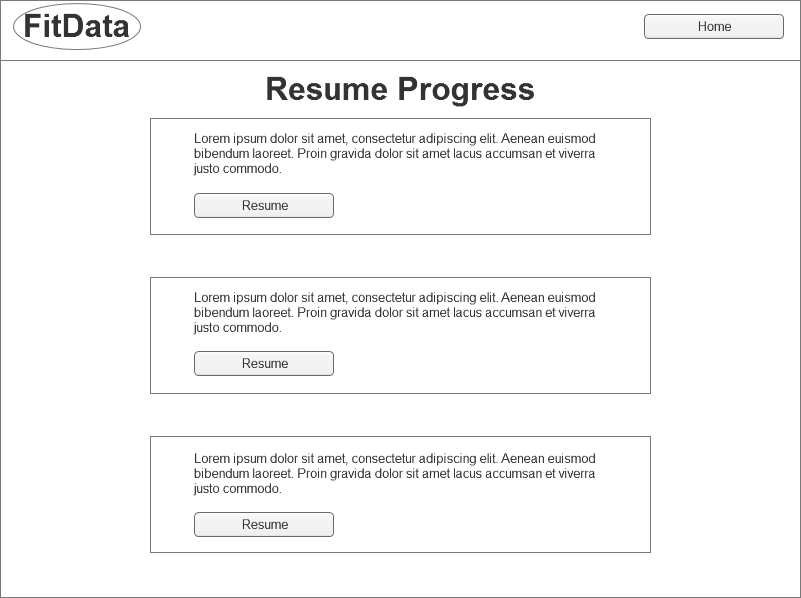 FitData
Home
Resume Progress
Lorem ipsum dolor sit amet, consectetur adipiscing elit. Aenean euismod
bibendum laoreet. Proin gravida dolor sit amet lacus accumsan et viverra
justo commodo.
Resume
Lorem ipsum dolor sit amet, consectetur adipiscing elit. Aenean euismod
bibendum laoreet. Proin gravida dolor sit amet lacus accumsan et viverra
justo commodo.
Resume
Lorem ipsum dolor sit amet, consectetur adipiscing elit. Aenean euismod
bibendum laoreet. Proin gravida dolor sit amet lacus accumsan et viverra
justo commodo.
Resume